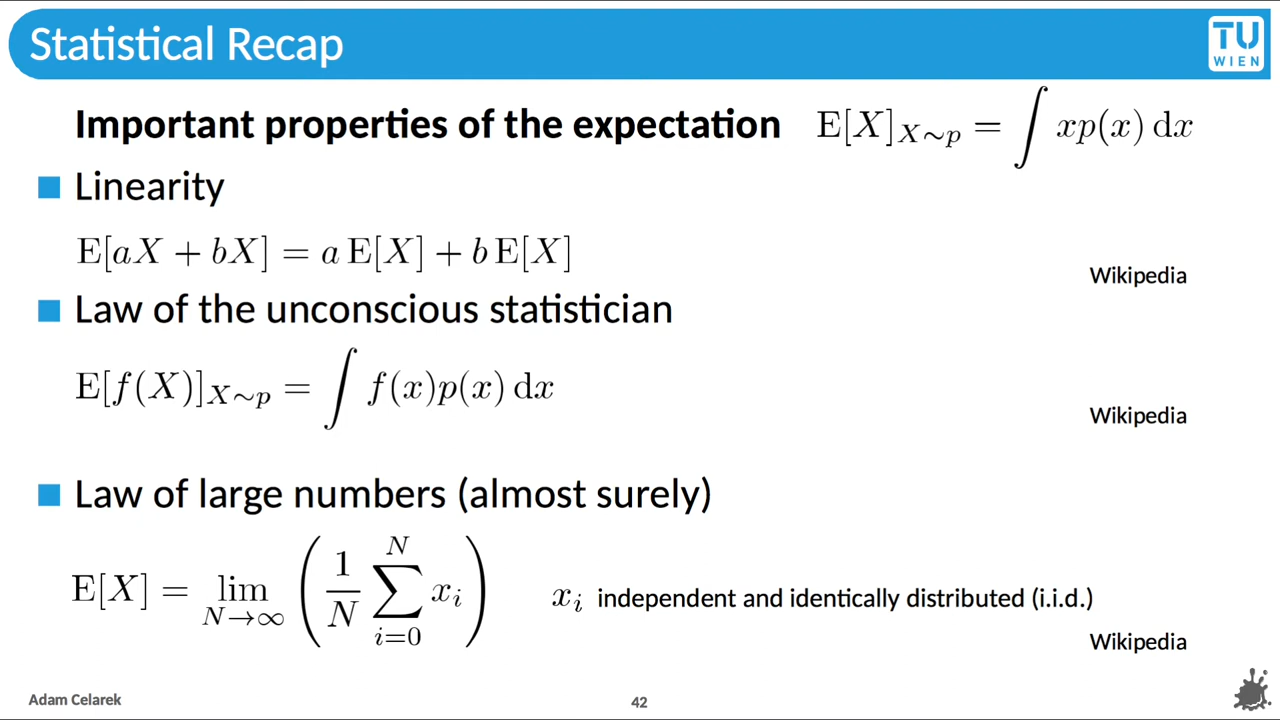 Statistical Recap
TU WIEN
Important properties of the expectation E[X]_{X∼p} = ∫ xp(x) dx
Linearity
E[aX + bX] = a E[X] + b E[X]
Wikipedia
Law of the unconscious statistician
E[f(X)]_{X∼p} = ∫ f(x)p(x) dx
Wikipedia
Law of large numbers (almost surely)
E[X] = lim_{N→∞} (1/N ∑_{i=0}^{N} x_i) x_i independent and identically distributed (i.i.d.)
Wikipedia
Adam Celarek 42